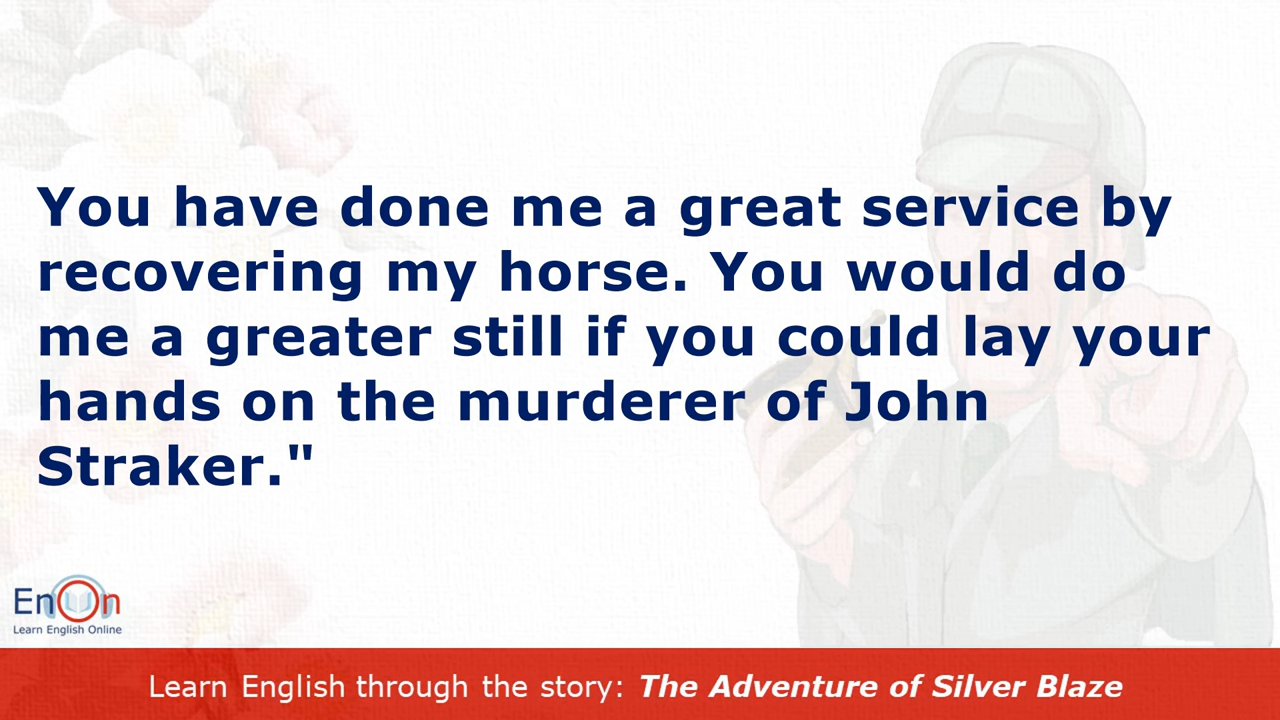 You have done me a great service by
recovering my horse. You would do
me a greater still if you could lay your
hands on the murderer of John
Straker."
EnOn
Learn English Online
Learn English through the story: The Adventure of Silver Blaze